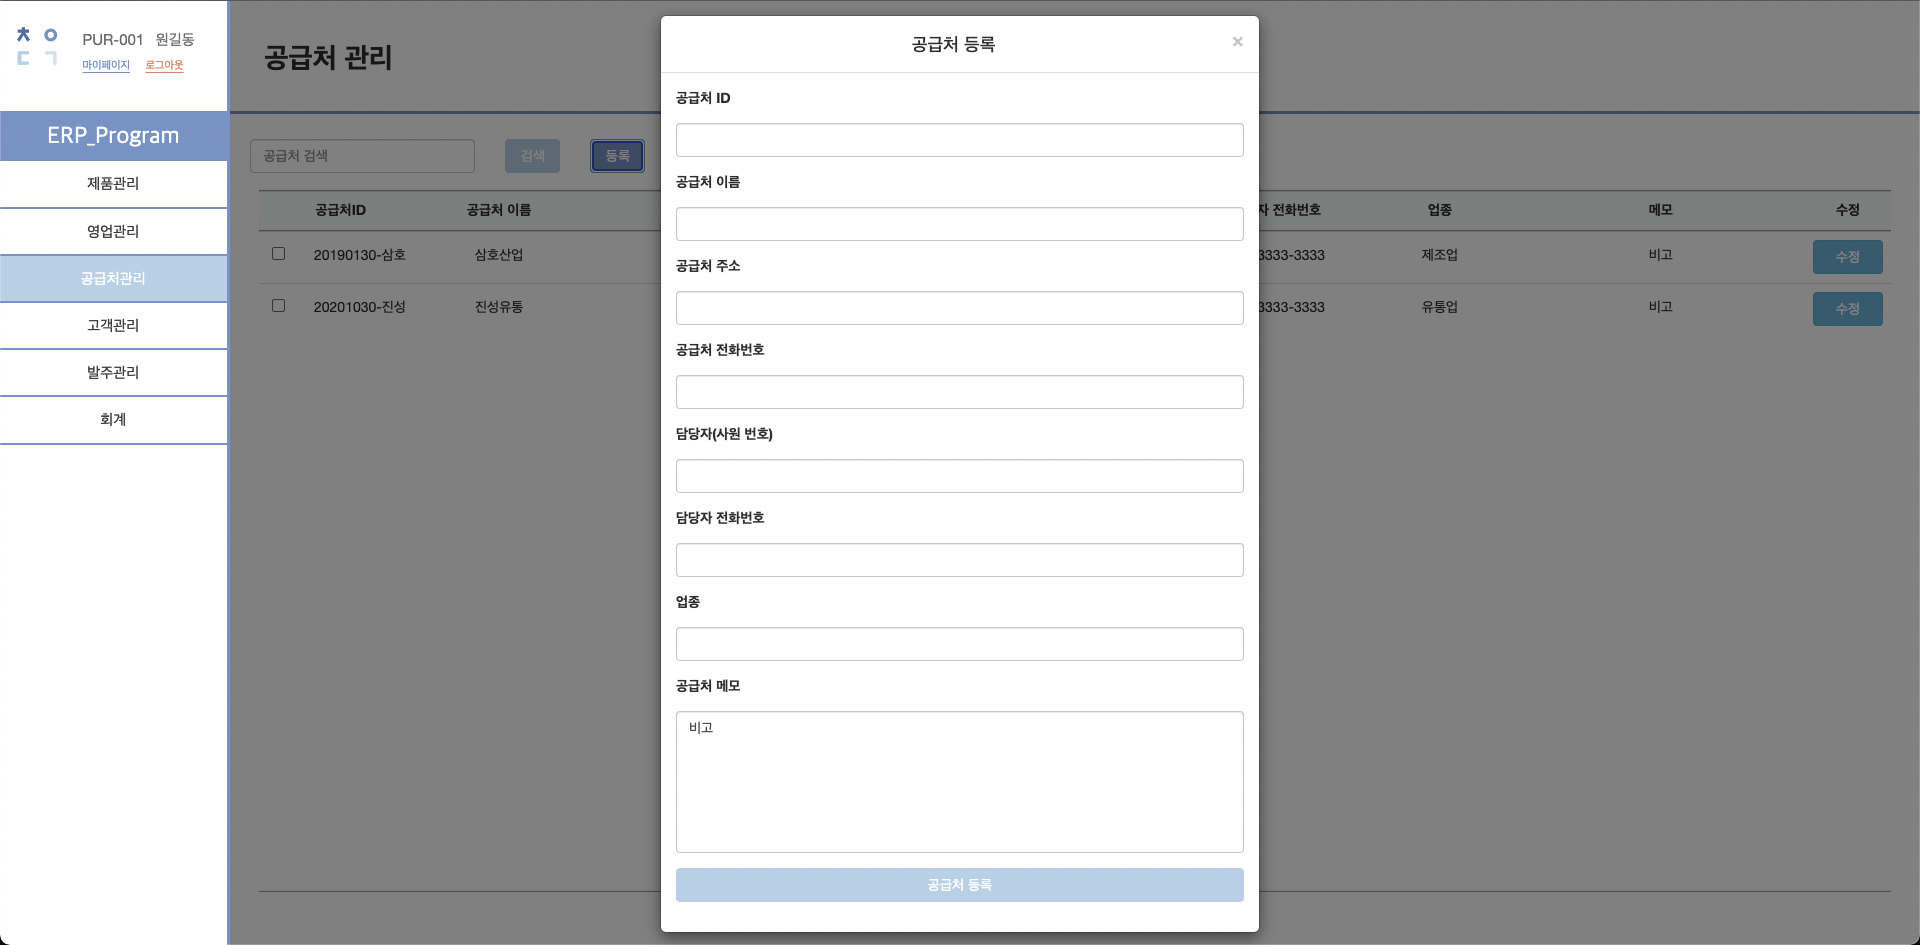 ㅊ ㅇ
ㄷ ㄱ
PUR-001 원길동
마이페이지 로그아웃
ERP_Program
제품관리
영업관리
공급처관리
고객관리
발주관리
회계
공급처 관리
공급처 검색 검색 등록
공급처ID 공급처 이름 자 전화번호 업종 메모 수정
20190130-삼호 삼호산업 3333-3333 제조업 비고 수정
20201030-진성 진성유통 3333-3333 유통업 비고 수정
공급처 등록 ×
공급처 ID
공급처 이름
공급처 주소
공급처 전화번호
담당자(사원 번호)
담당자 전화번호
업종
공급처 메모
비고
공급처 등록